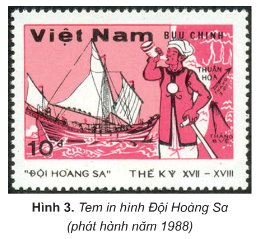 Việt Nam
BƯU CHÍNH
THUẬN
HÓA
THÁNG
10đ
"ĐỘI HOÀNG SA" THẾ KỶ XVII - XVIII
Hình 3. Tem in hình Đội Hoàng Sa
(phát hành năm 1988)